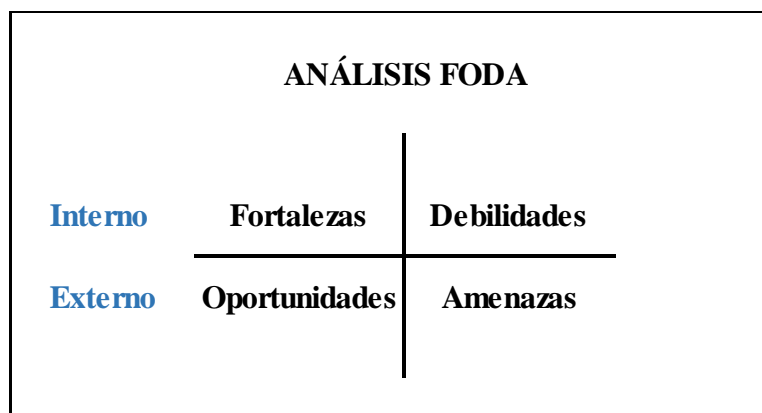 ANÁLISIS FODA
Interno Fortalezas Debilidades
Externo Oportunidades Amenazas